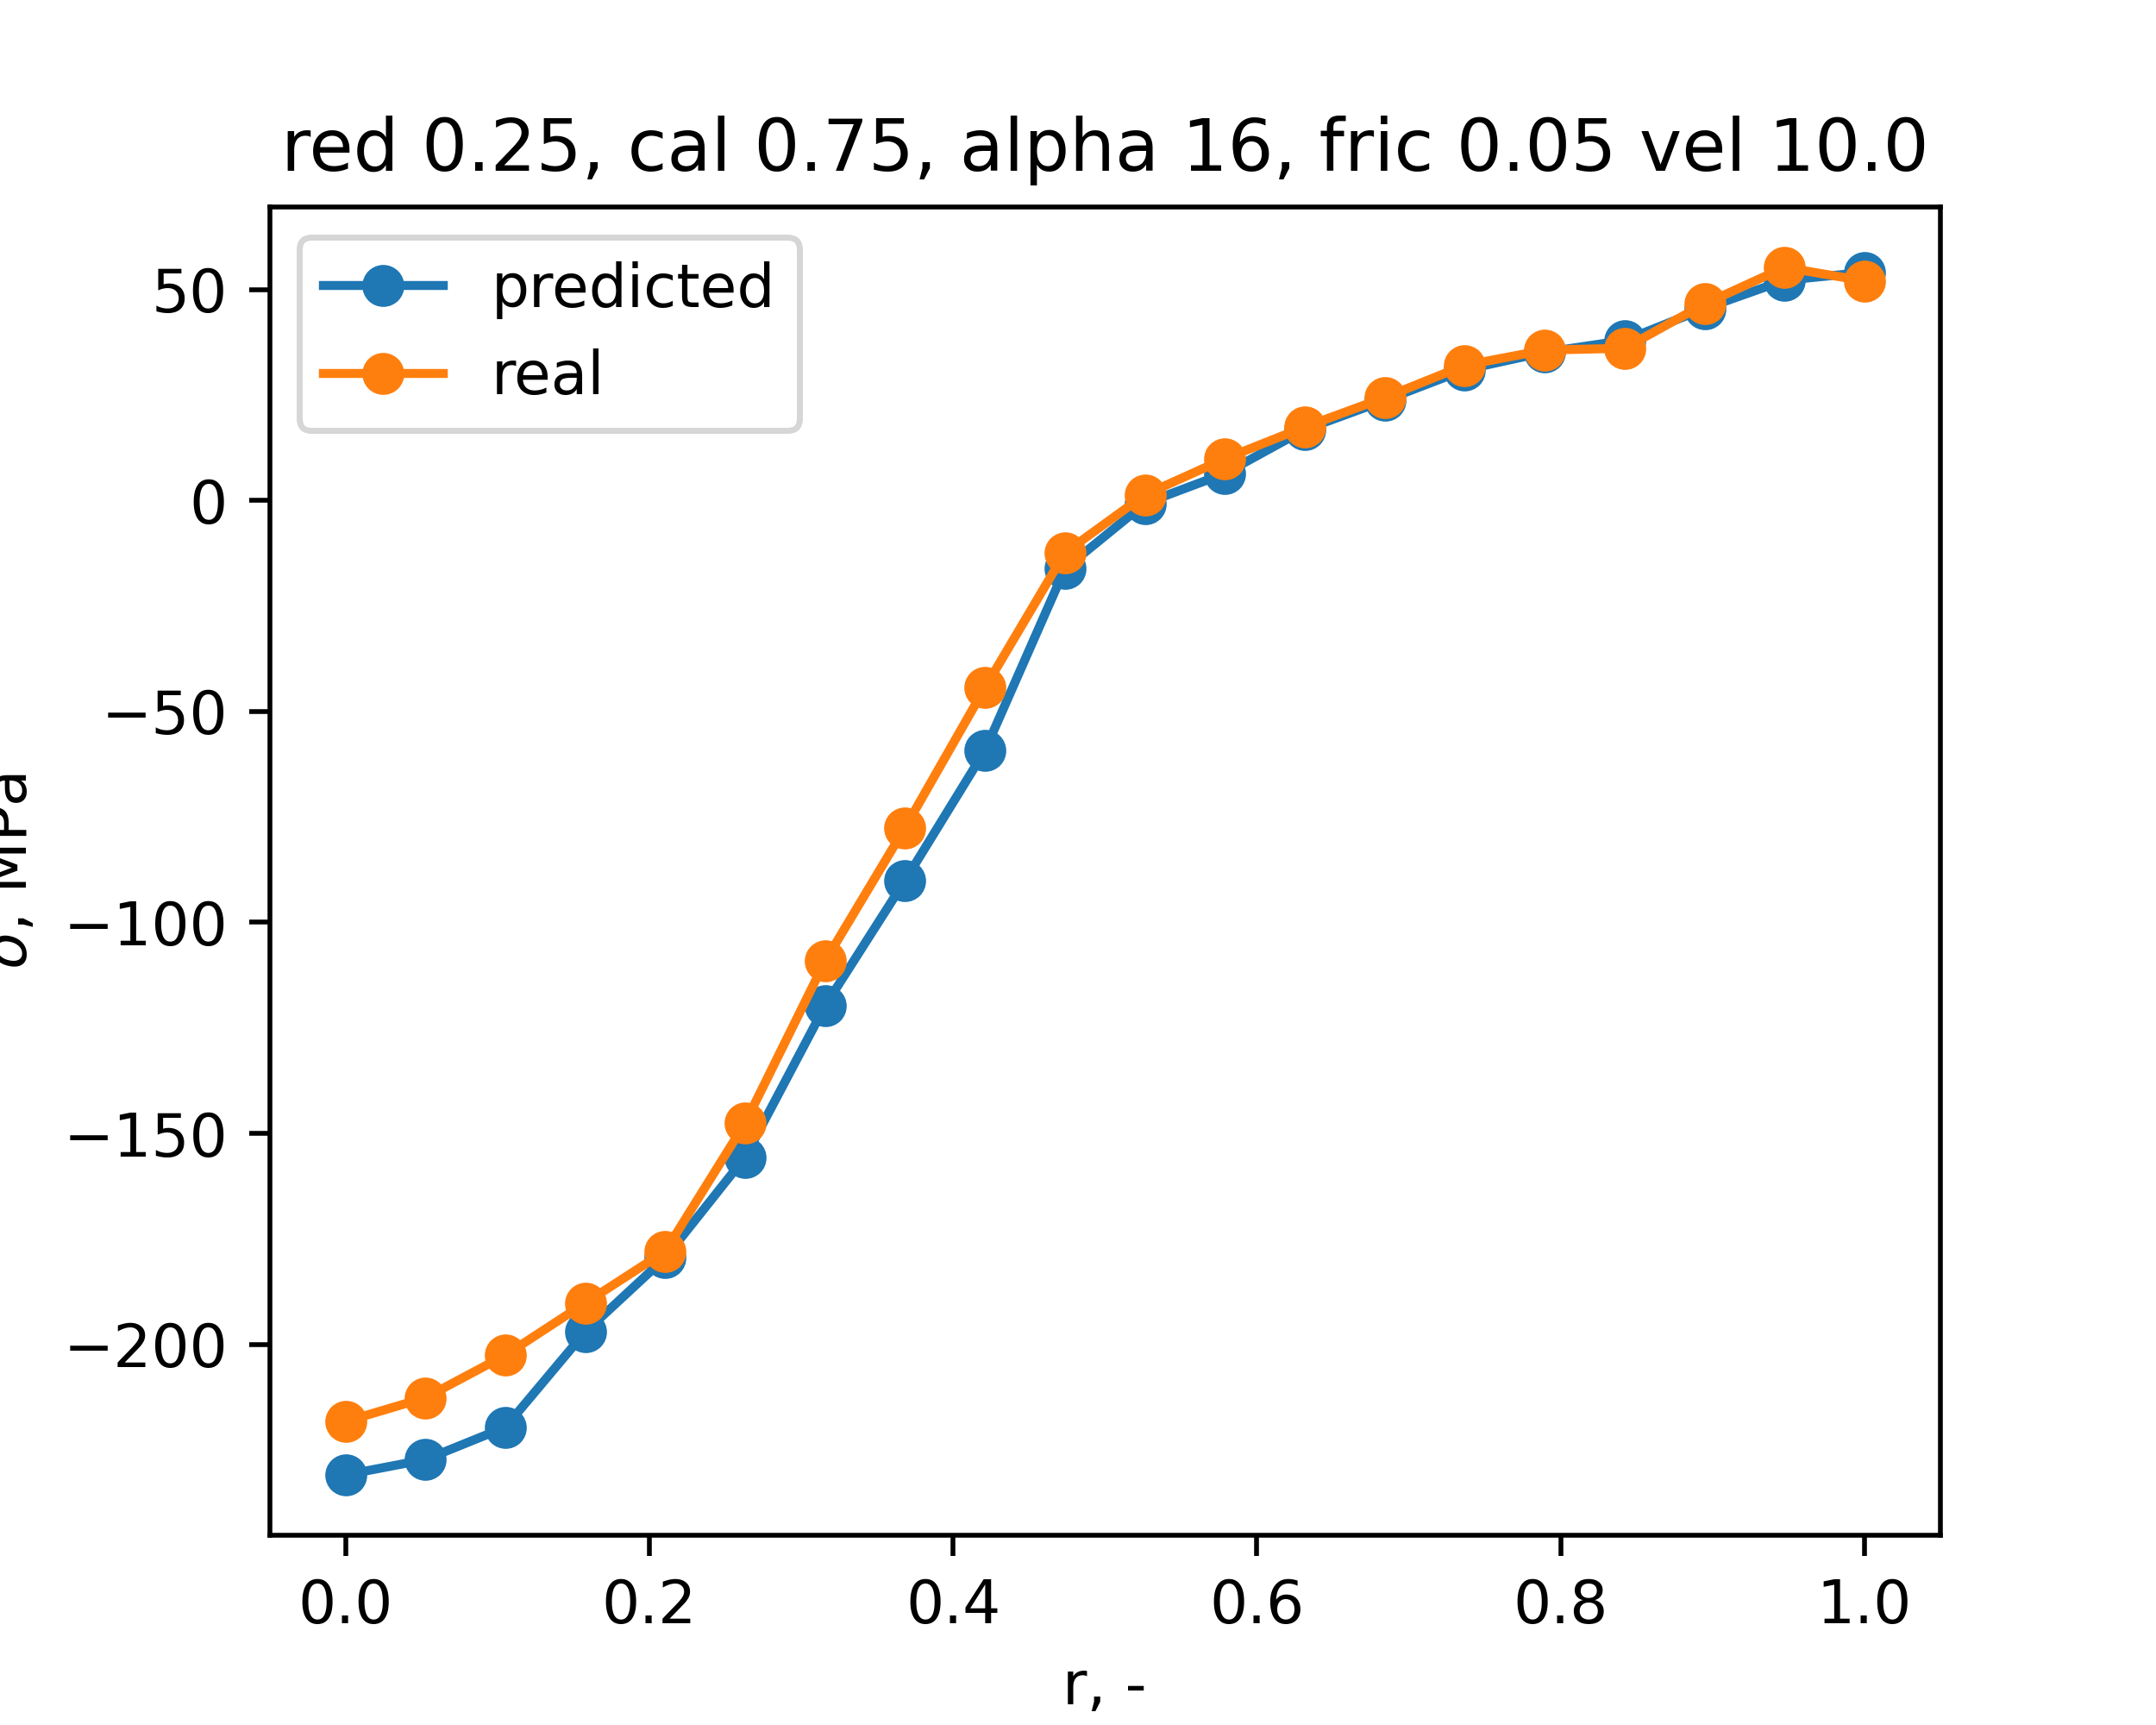 red 0.25, cal 0.75, alpha 16, fric 0.05 vel 10.0
predicted
real
50
0
−50
−100
−150
−200
σ, MPa
0.0 0.2 0.4 0.6 0.8 1.0
r, -